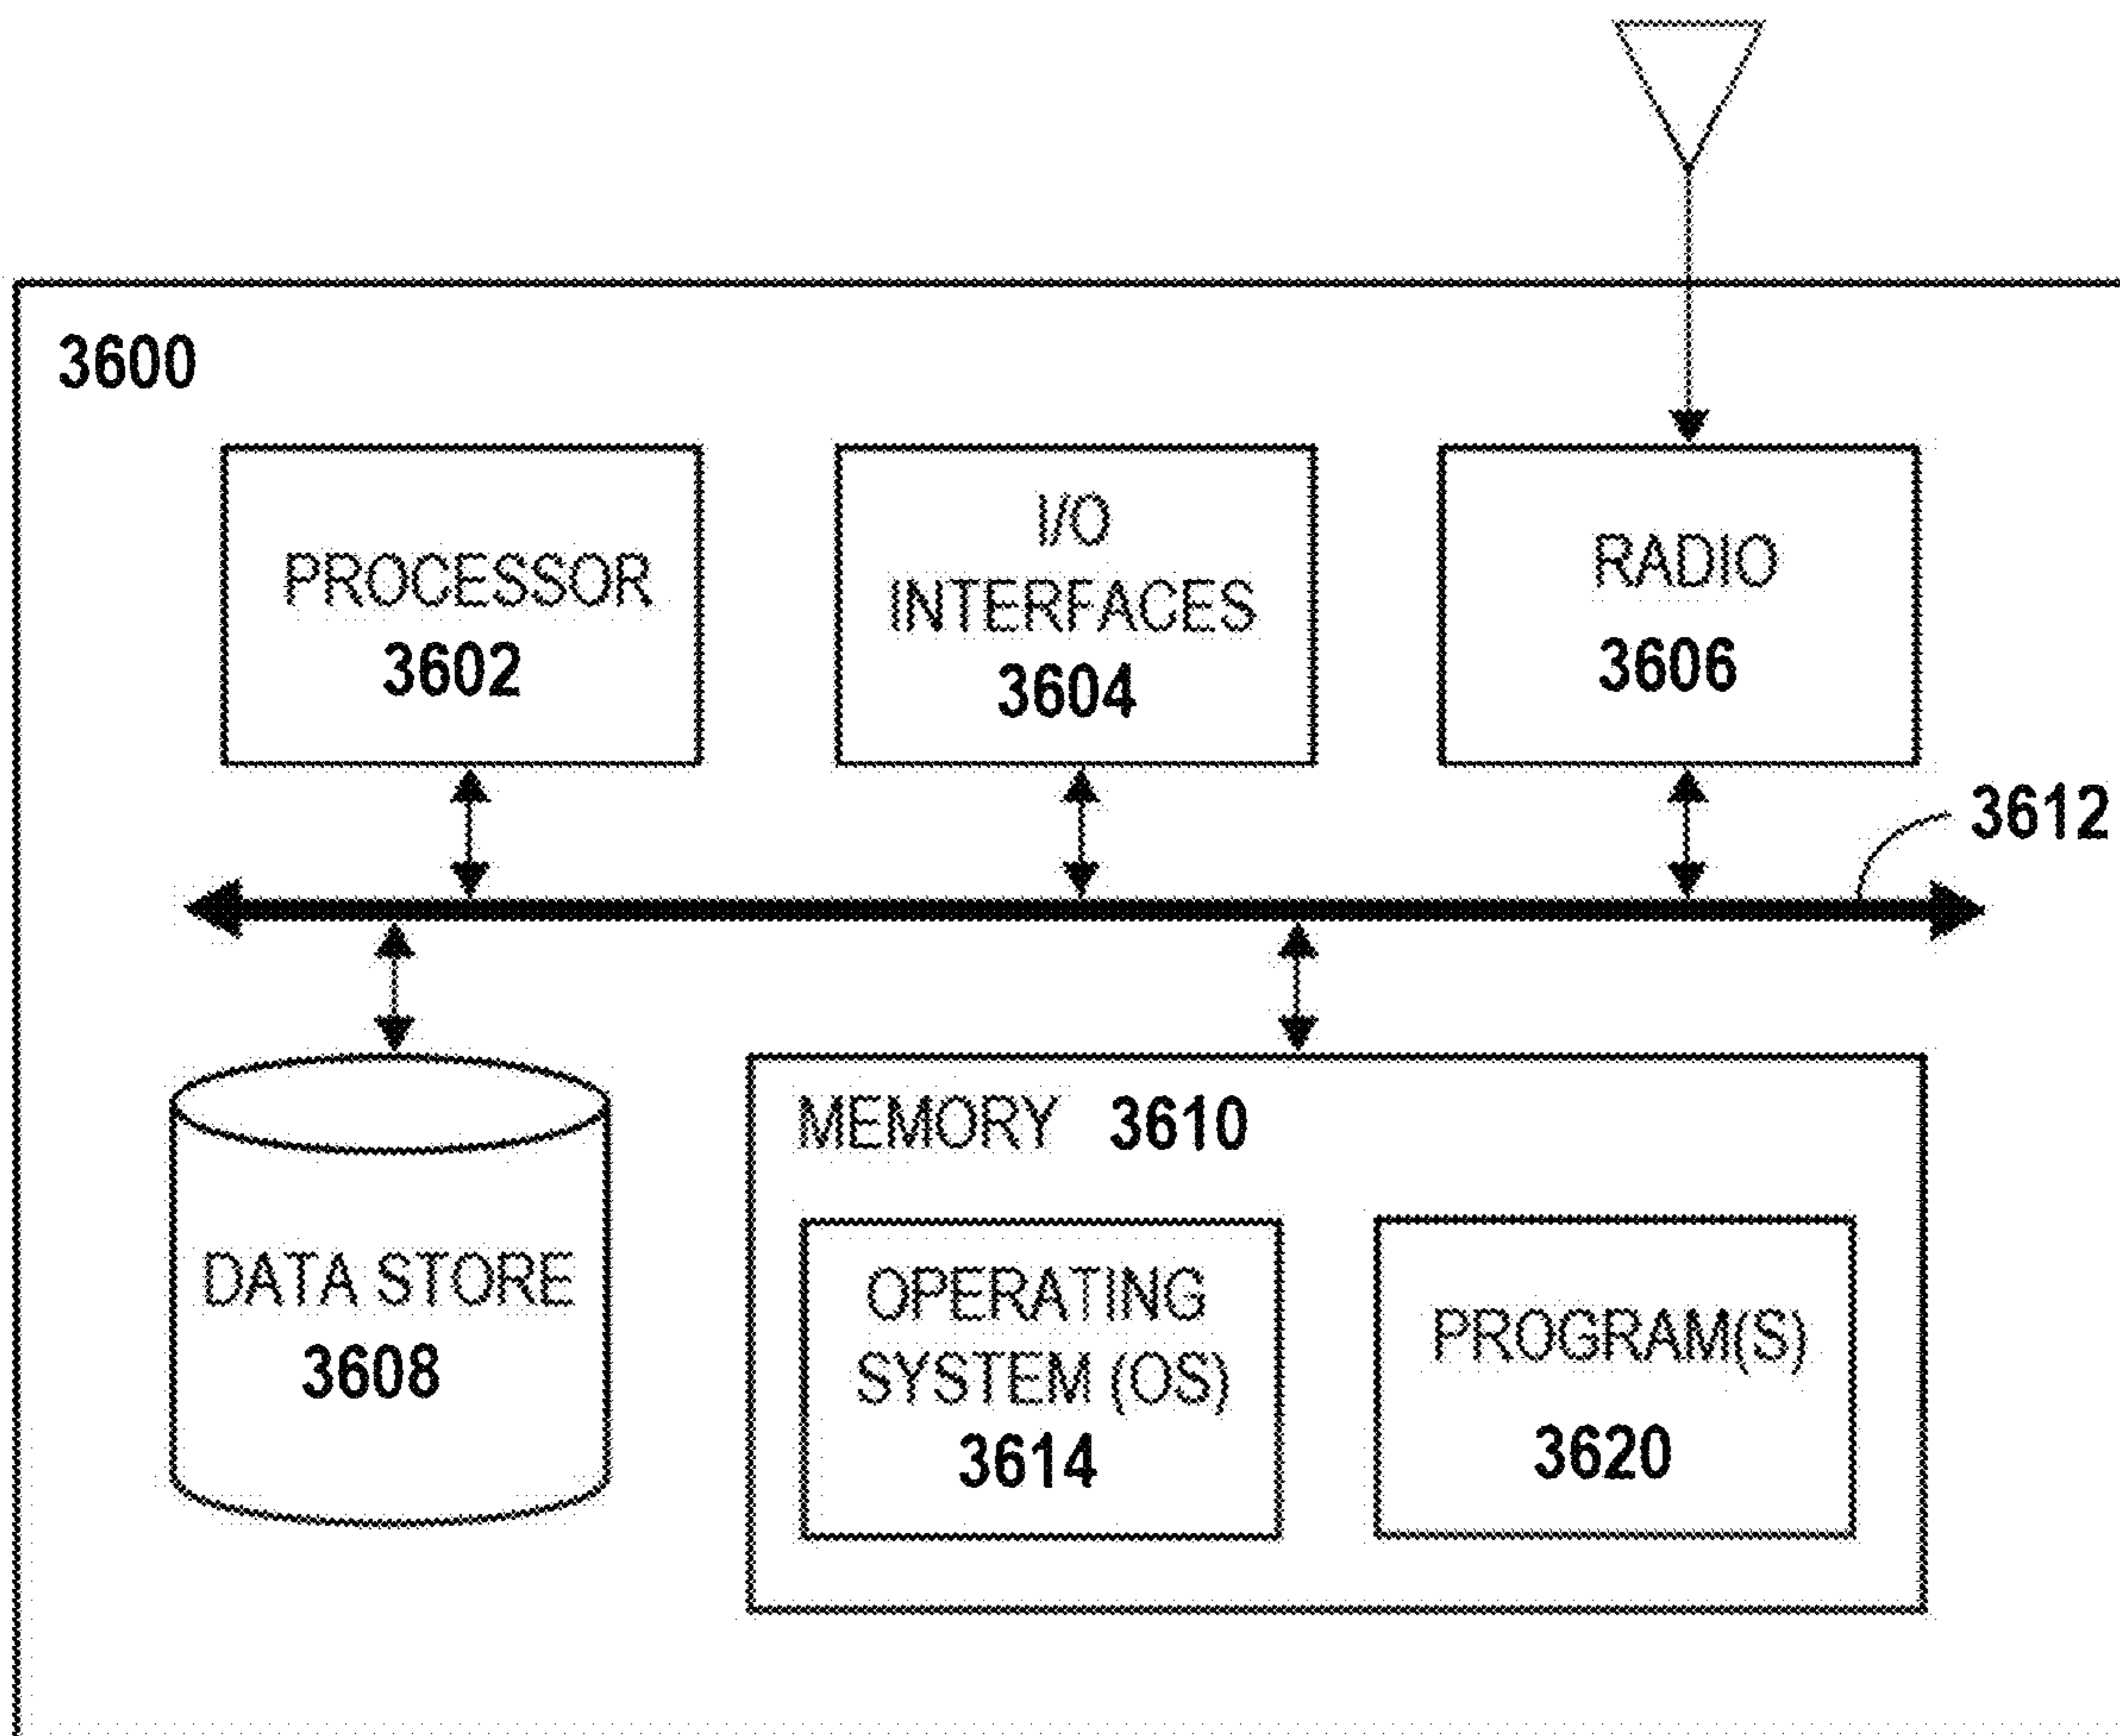 3600
PROCESSOR
3602
I/O
INTERFACES
3604
RADIO
3606
3612
DATA STORE
3608
MEMORY 3610
OPERATING
SYSTEM (OS)
3614
PROGRAM(S)
3620